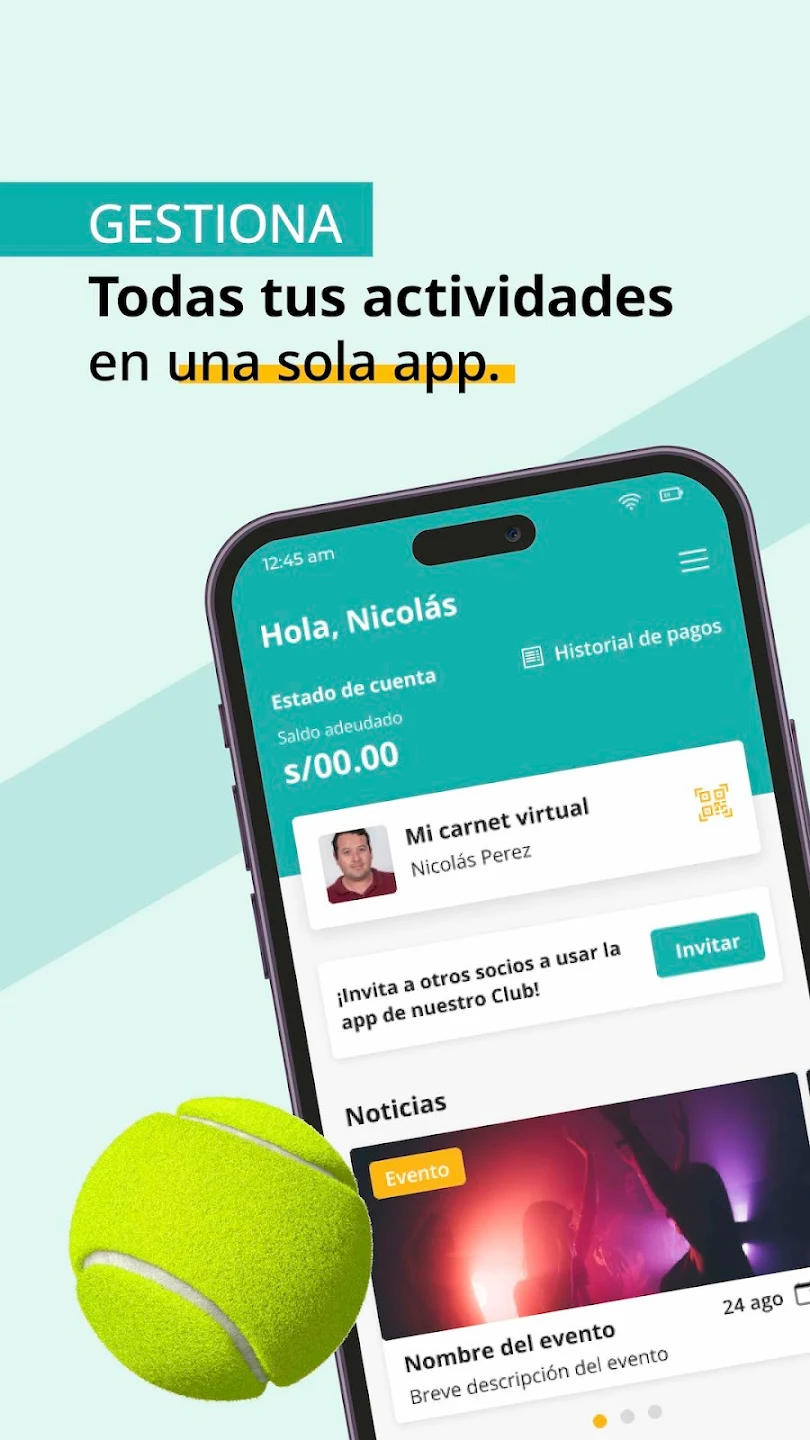 GESTIONA
Todas tus actividades
en una sola app.
12:45 am
Hola, Nicolás
Historial de pagos
Estado de cuenta
Saldo adeudado
s/00.00
Mi carnet virtual
Nicolás Perez
¡Invita a otros socios a usar la
app de nuestro Club!
Invitar
Noticias
Evento
24 ago
Nombre del evento
Breve descripción del evento